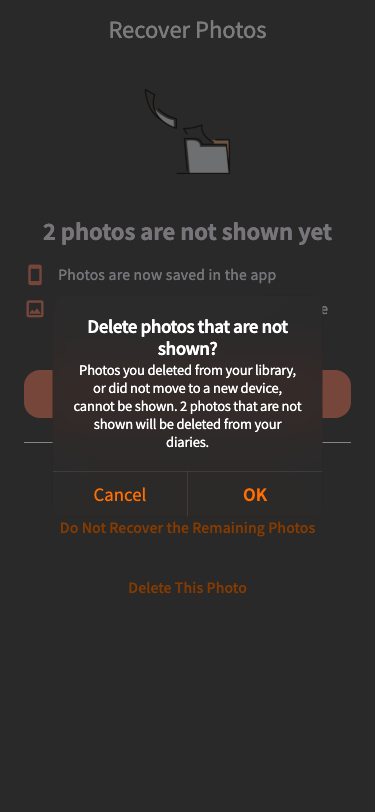 Recover Photos
2 photos are not shown yet
Photos are now saved in the app
Delete photos that are not
shown?
Photos you deleted from your library,
or did not move to a new device,
cannot be shown. 2 photos that are not
shown will be deleted from your
diaries.
Cancel
OK
Do Not Recover the Remaining Photos
Delete This Photo